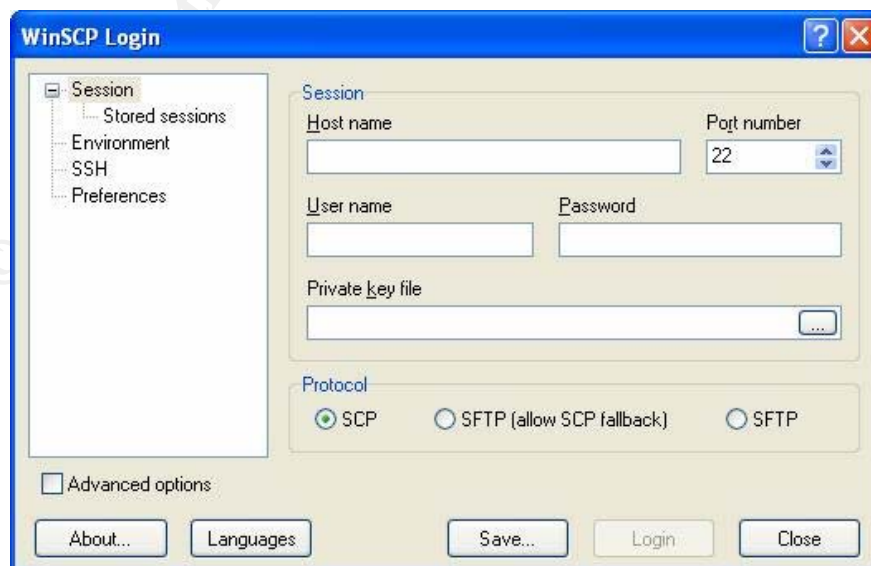 WinSCP Login
Session
Stored sessions
Environment
SSH
Preferences
Session
Host name
Port number
22
User name
Password
Private key file
...
Protocol
SCP
SFTP (allow SCP fallback)
SFTP
Advanced options
About...
Languages
Save...
Login
Close